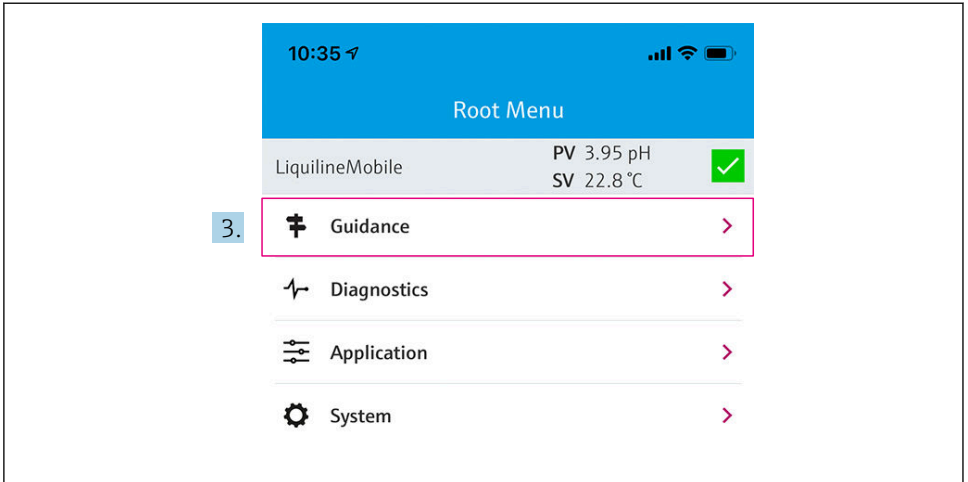 10:35
Root Menu
LiquilineMobile
PV 3.95 pH
SV 22.8 °C
3.
Guidance
Diagnostics
Application
System